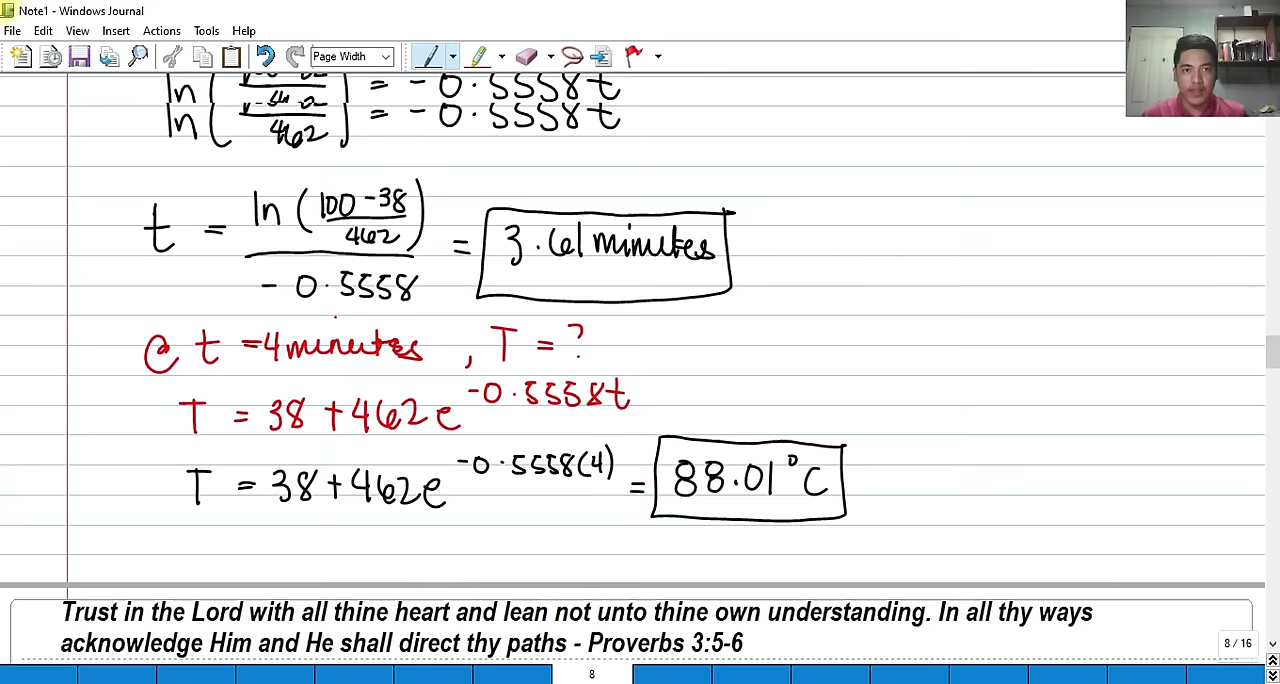 Note1 - Windows Journal
File Edit View Insert Actions Tools Help
Page Width
ln ( ) = -0.5558t
ln ( /462 ) = -0.5558t
t = ln (100-38/462) / -0.5558 = 3.61 minutes
@ t = 4 minutes , T = ?
T = 38 + 462e^-0.5558t
T = 38 + 462e^-0.5558(4) = 88.01°C
Trust in the Lord with all thine heart and lean not unto thine own understanding. In all thy ways
acknowledge Him and He shall direct thy paths - Proverbs 3:5-6
8 / 16
8